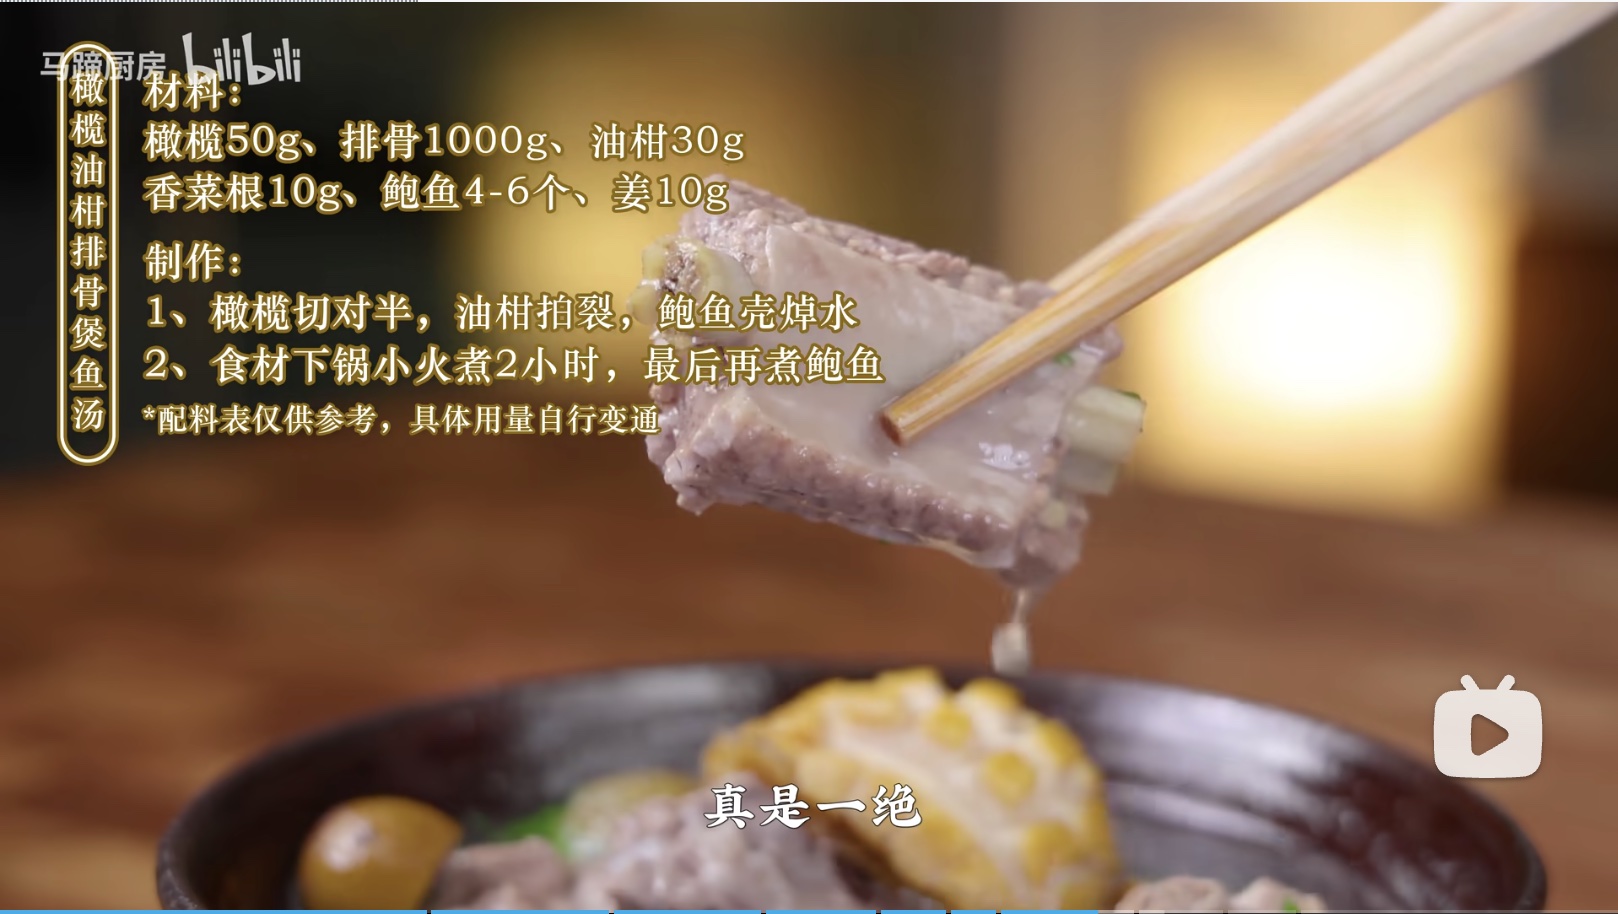 马蹄厨房 bilibili
橄榄油柑排骨煲鱼汤
材料：
橄榄50g、排骨1000g、油柑30g
香菜根10g、鲍鱼4-6个、姜10g
制作：
1、橄榄切对半，油柑拍裂，鲍鱼壳焯水
2、食材下锅小火煮2小时，最后再煮鲍鱼
*配料表仅供参考，具体用量自行变通
真是一绝